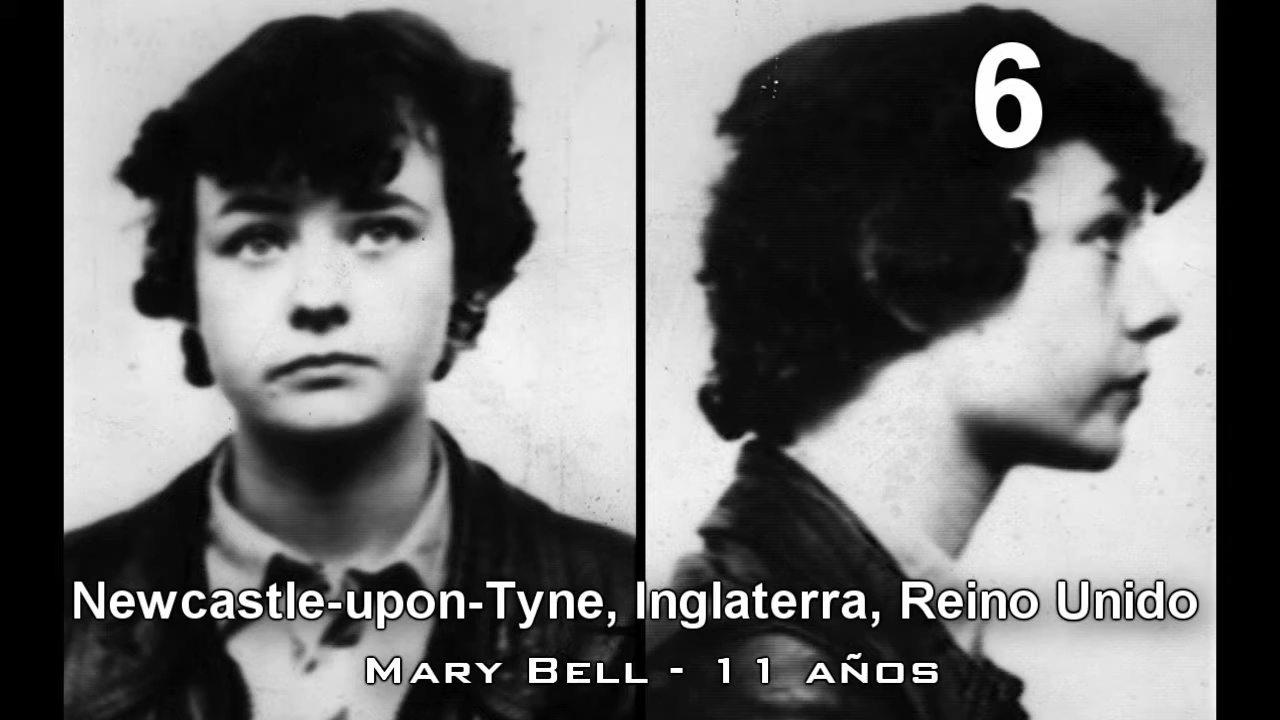 6
Newcastle-upon-Tyne, Inglaterra, Reino Unido
Mary Bell - 11 años